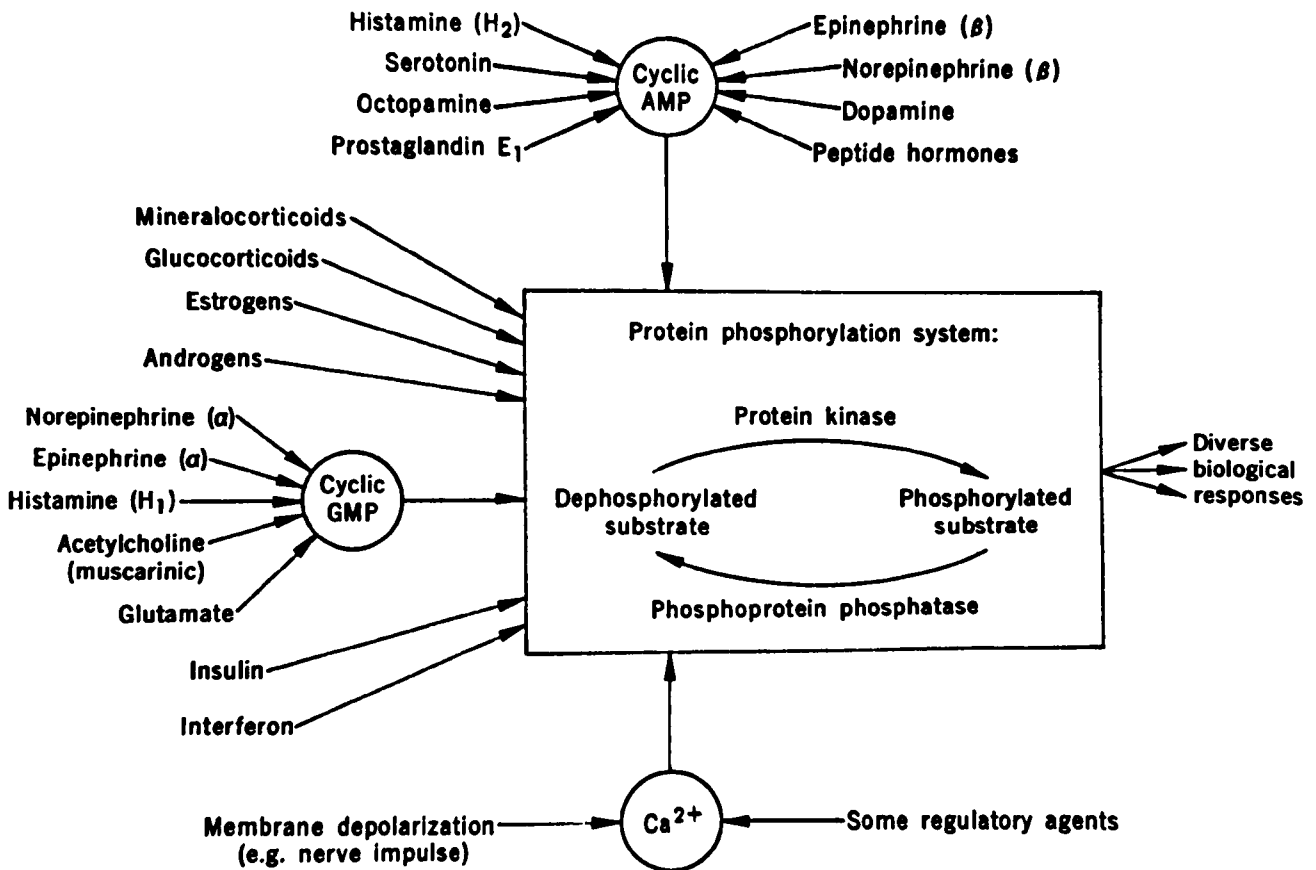 Histamine (H₂)
Serotonin
Octopamine
Prostaglandin E₁
Cyclic
AMP
Epinephrine (β)
Norepinephrine (β)
Dopamine
Peptide hormones
Mineralocorticoids
Glucocorticoids
Estrogens
Androgens
Norepinephrine (α)
Epinephrine (α)
Histamine (H₁)
Acetylcholine
(muscarinic)
Glutamate
Cyclic
GMP
Insulin
Interferon
Protein phosphorylation system:
Protein kinase
Dephosphorylated
substrate
Phosphorylated
substrate
Phosphoprotein phosphatase
Diverse
biological
responses
Membrane depolarization
(e.g. nerve impulse)
Ca²⁺
Some regulatory agents